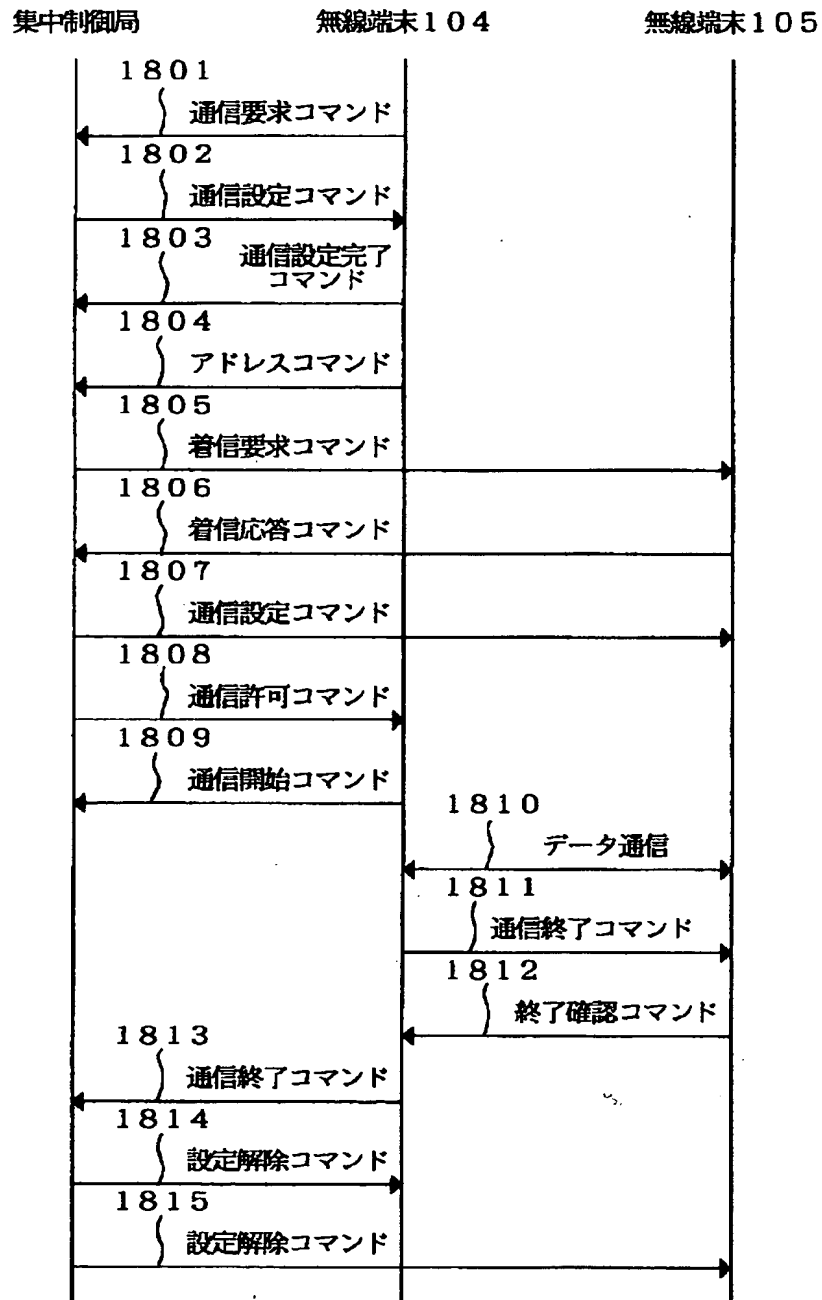 集中制御局　無線端末１０４　無線端末１０５
１８０１
通信要求コマンド
１８０２
通信設定コマンド
１８０３
通信設定完了
コマンド
１８０４
アドレスコマンド
１８０５
着信要求コマンド
１８０６
着信応答コマンド
１８０７
通信設定コマンド
１８０８
通信許可コマンド
１８０９
通信開始コマンド
１８１０
データ通信
１８１１
通信終了コマンド
１８１２
終了確認コマンド
１８１３
通信終了コマンド
１８１４
設定解除コマンド
１８１５
設定解除コマンド